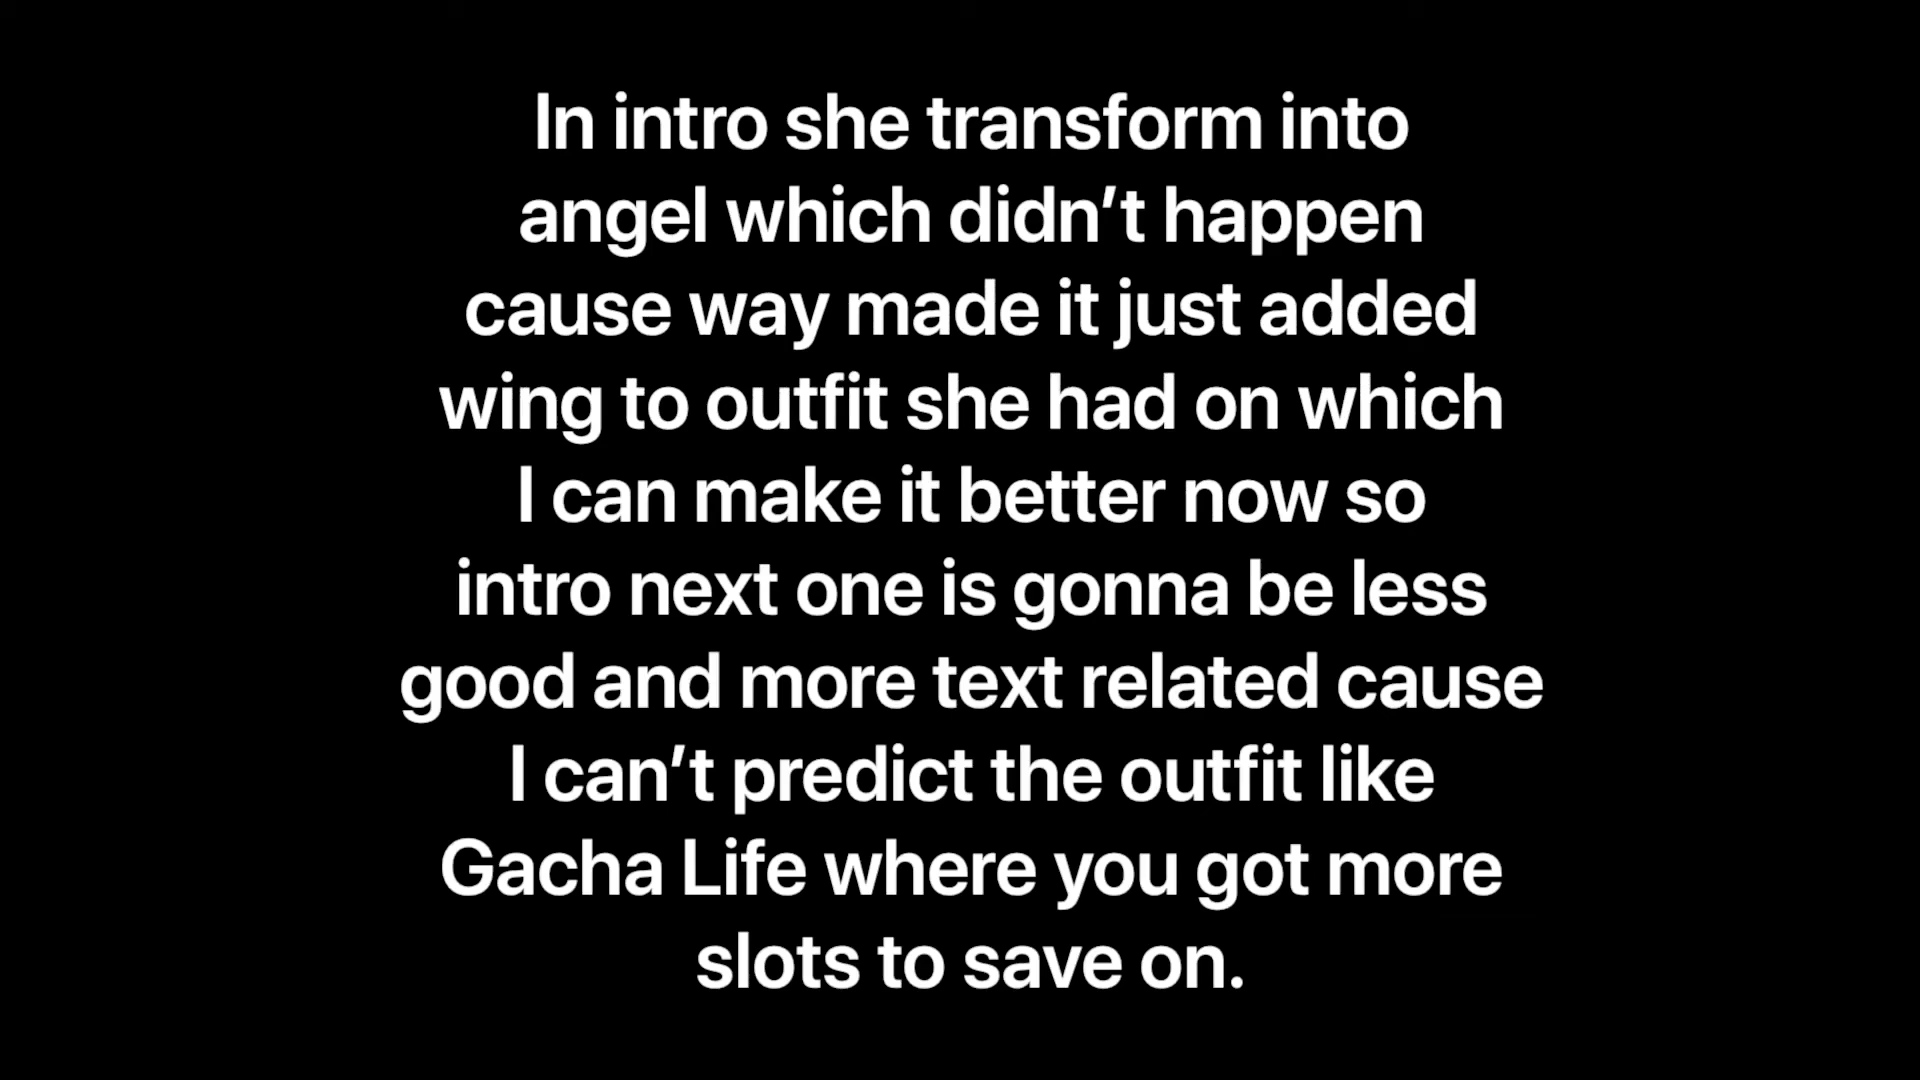 In intro she transform into
angel which didn’t happen
cause way made it just added
wing to outfit she had on which
I can make it better now so
intro next one is gonna be less
good and more text related cause
I can’t predict the outfit like
Gacha Life where you got more
slots to save on.